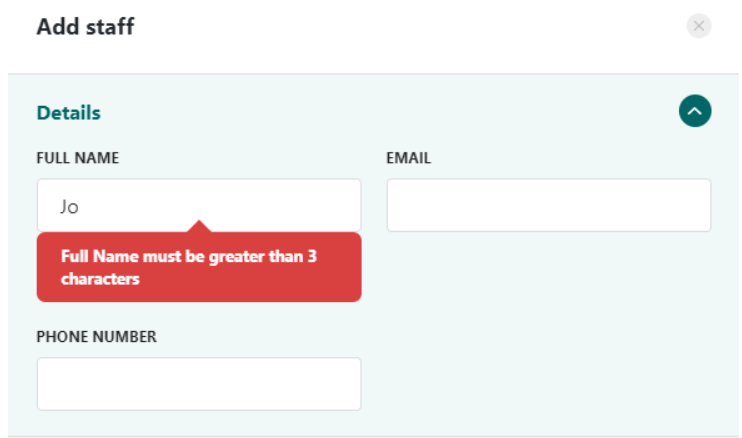 Add staff
Details
FULL NAME
EMAIL
Jo
Full Name must be greater than 3
characters
PHONE NUMBER